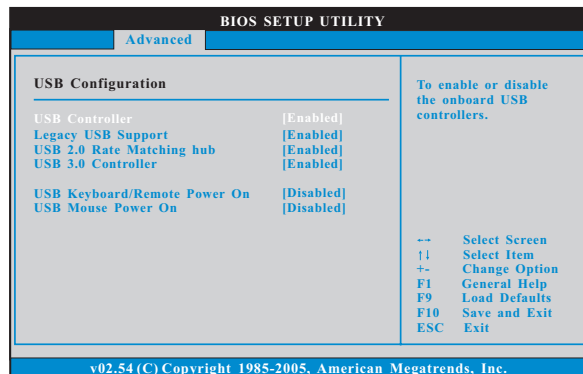 BIOS SETUP UTILITY
Advanced
USB Configuration
USB Controller [Enabled]
Legacy USB Support [Enabled]
USB 2.0 Rate Matching hub [Enabled]
USB 3.0 Controller [Enabled]
USB Keyboard/Remote Power On [Disabled]
USB Mouse Power On [Disabled]
To enable or disable
the onboard USB
controllers.
←→ Select Screen
↑↓ Select Item
+- Change Option
F1 General Help
F9 Load Defaults
F10 Save and Exit
ESC Exit
v02.54 (C) Copyright 1985-2005, American Megatrends, Inc.